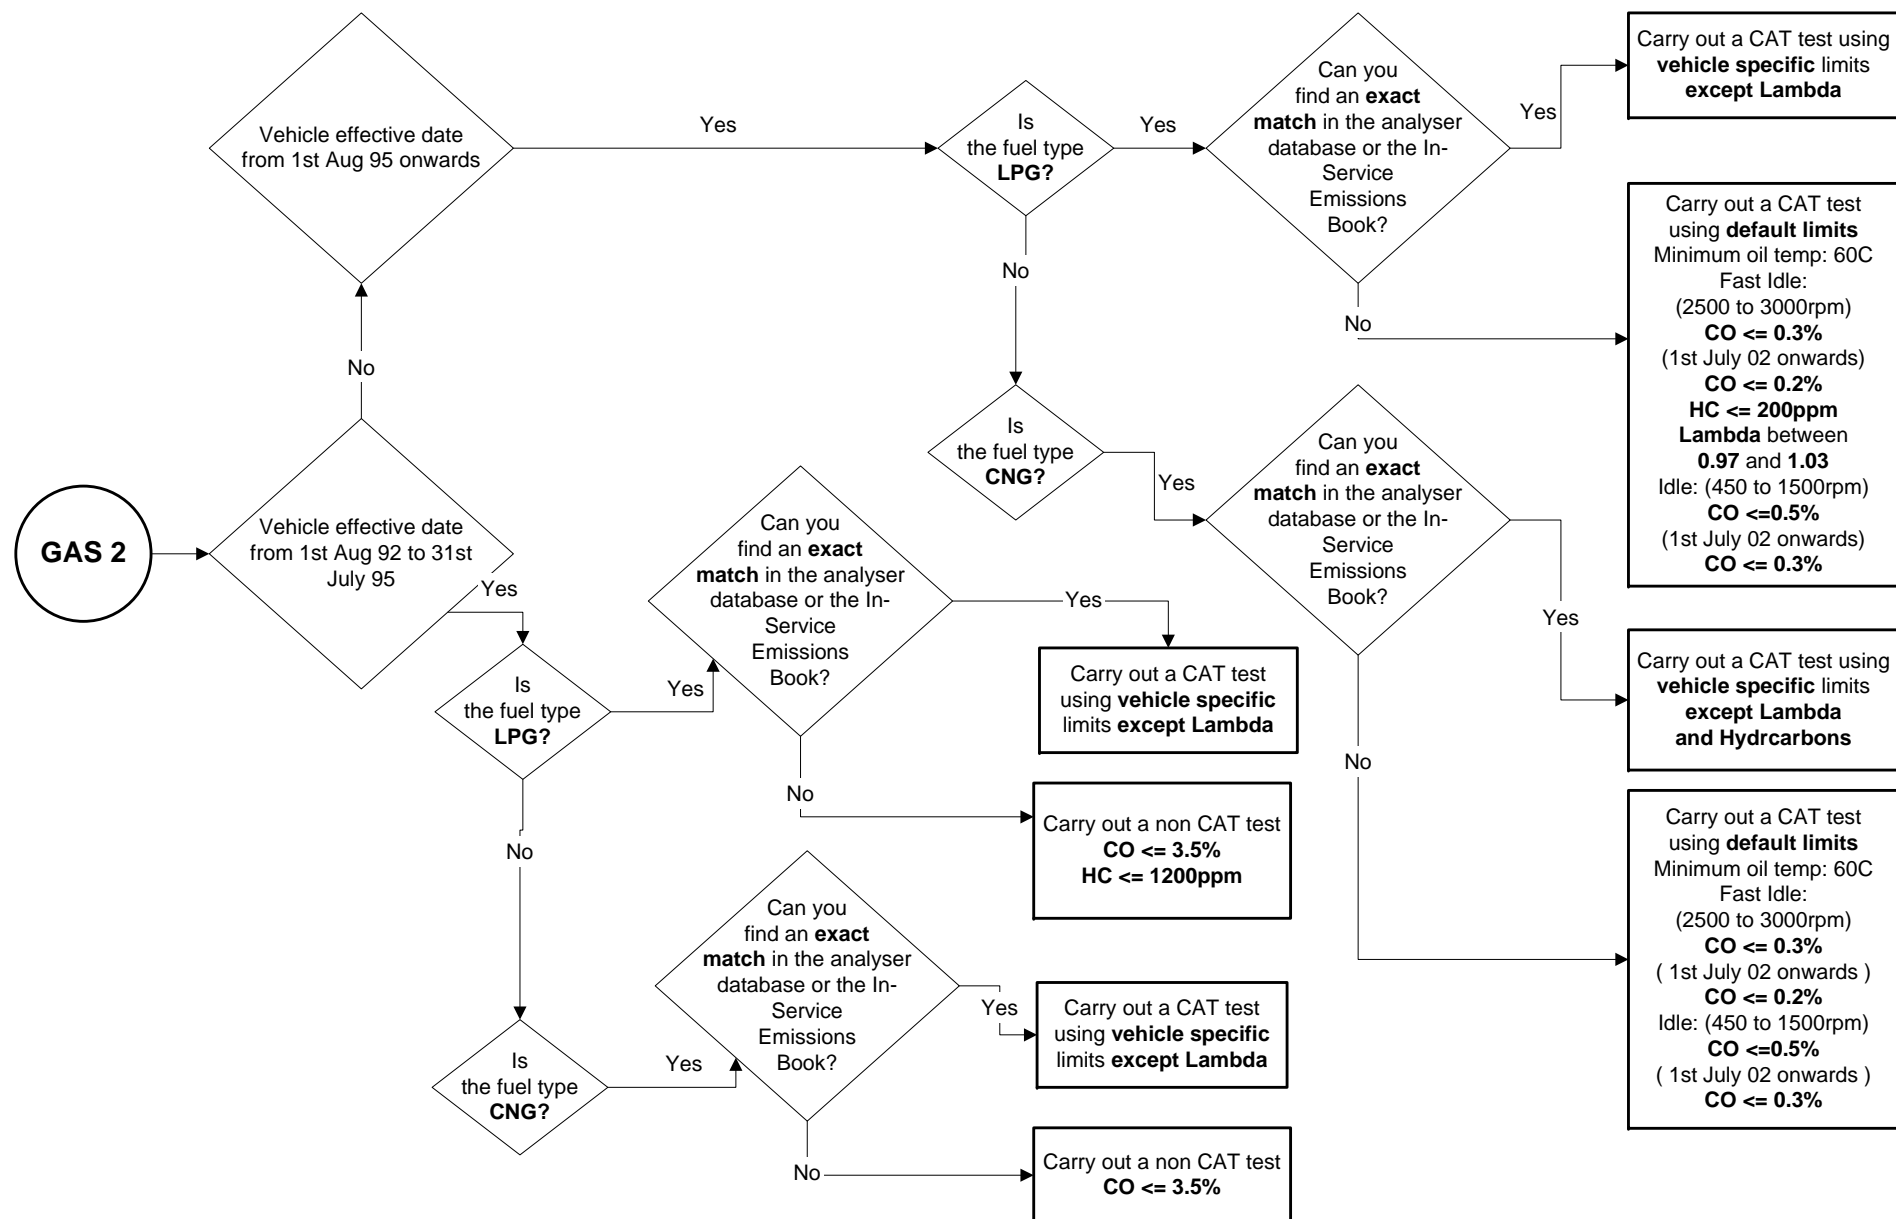 Vehicle effective date
from 1st Aug 95 onwards
Yes
Is
the fuel type
LPG?
Yes
Can you
find an exact
match in the analyser
database or the In-
Service
Emissions
Book?
Yes
Carry out a CAT test using
vehicle specific limits
except Lambda
No
Carry out a CAT test
using default limits
Minimum oil temp: 60C
Fast Idle:
(2500 to 3000rpm)
CO <= 0.3%
(1st July 02 onwards)
CO <= 0.2%
HC <= 200ppm
Lambda between
0.97 and 1.03
Idle: (450 to 1500rpm)
CO <=0.5%
(1st July 02 onwards)
CO <= 0.3%
No
Is
the fuel type
CNG?
Yes
Can you
find an exact
match in the analyser
database or the In-
Service
Emissions
Book?
Yes
Carry out a CAT test using
vehicle specific limits
except Lambda
and Hydrcarbons
No
Carry out a CAT test
using default limits
Minimum oil temp: 60C
Fast Idle:
(2500 to 3000rpm)
CO <= 0.3%
( 1st July 02 onwards )
CO <= 0.2%
Idle: (450 to 1500rpm)
CO <=0.5%
( 1st July 02 onwards )
CO <= 0.3%
No
GAS 2
Vehicle effective date
from 1st Aug 92 to 31st
July 95
Yes
Is
the fuel type
LPG?
Yes
Can you
find an exact
match in the analyser
database or the In-
Service
Emissions
Book?
Yes
Carry out a CAT test
using vehicle specific
limits except Lambda
No
Carry out a non CAT test
CO <= 3.5%
HC <= 1200ppm
No
Is
the fuel type
CNG?
Yes
Can you
find an exact
match in the analyser
database or the In-
Service
Emissions
Book?
Yes
Carry out a CAT test
using vehicle specific
limits except Lambda
No
Carry out a non CAT test
CO <= 3.5%